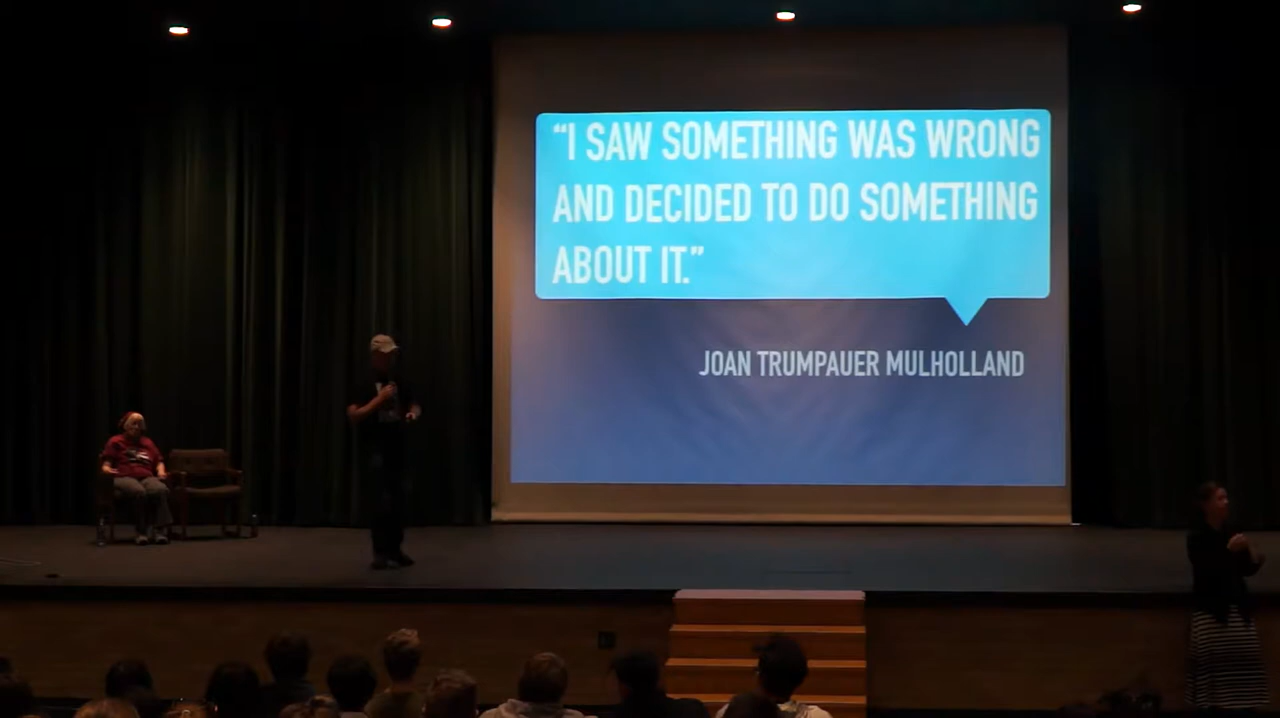 “I SAW SOMETHING WAS WRONG
AND DECIDED TO DO SOMETHING
ABOUT IT.”
JOAN TRUMPAUER MULHOLLAND